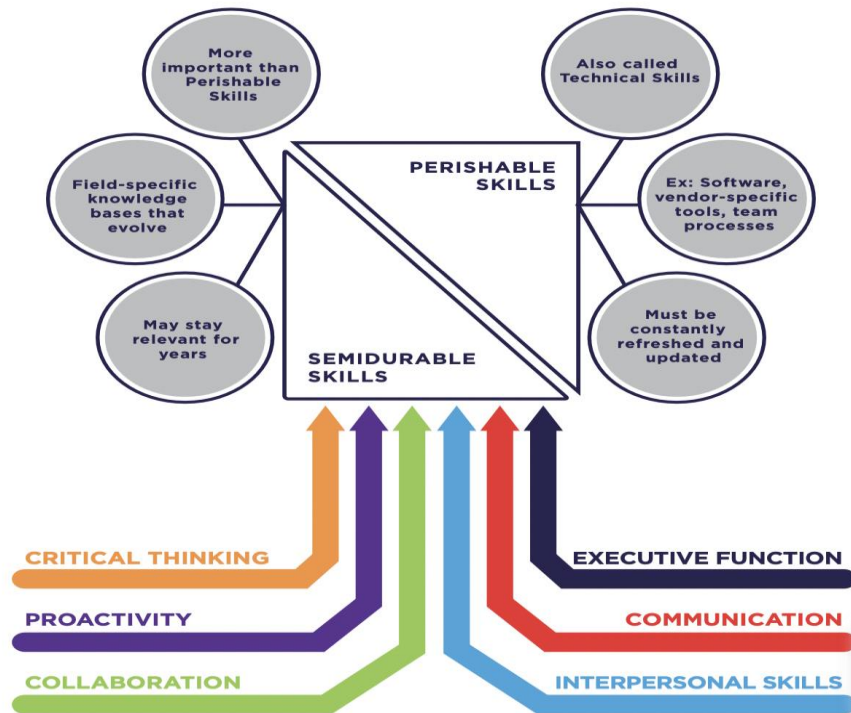 More
important than
Perishable
Skills
Also called
Technical Skills
Field-specific
knowledge
bases that
evolve
PERISHABLE
SKILLS
Ex: Software,
vendor-specific
tools, team
processes
May stay
relevant for
years
SEMIDURABLE
SKILLS
Must be
constantly
refreshed and
updated
CRITICAL THINKING
EXECUTIVE FUNCTION
PROACTIVITY
COMMUNICATION
COLLABORATION
INTERPERSONAL SKILLS